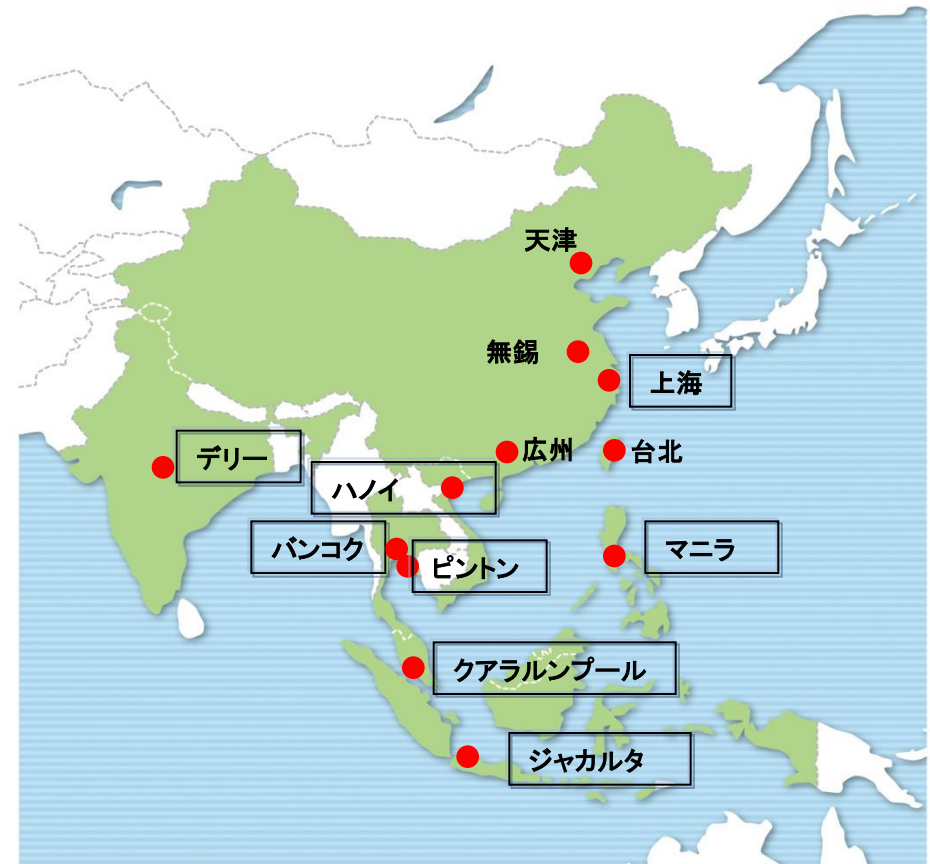 天津
無錫
上海
広州
台北
デリー
ハノイ
バンコク
ピントン
マニラ
クアラルンプール
ジャカルタ